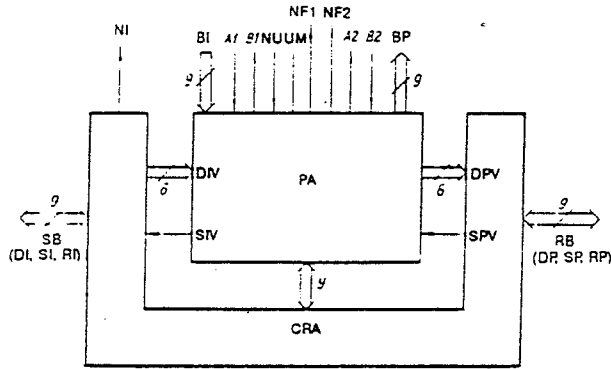 NF1 NF2
NI BI A1 B1 NUUM A2 B2 BP
9 9
DIV PA DPV
6 6
9 9
SB SIV SPV RB
(DI, SI, RI) (DP, SP, RP)
9
CRA